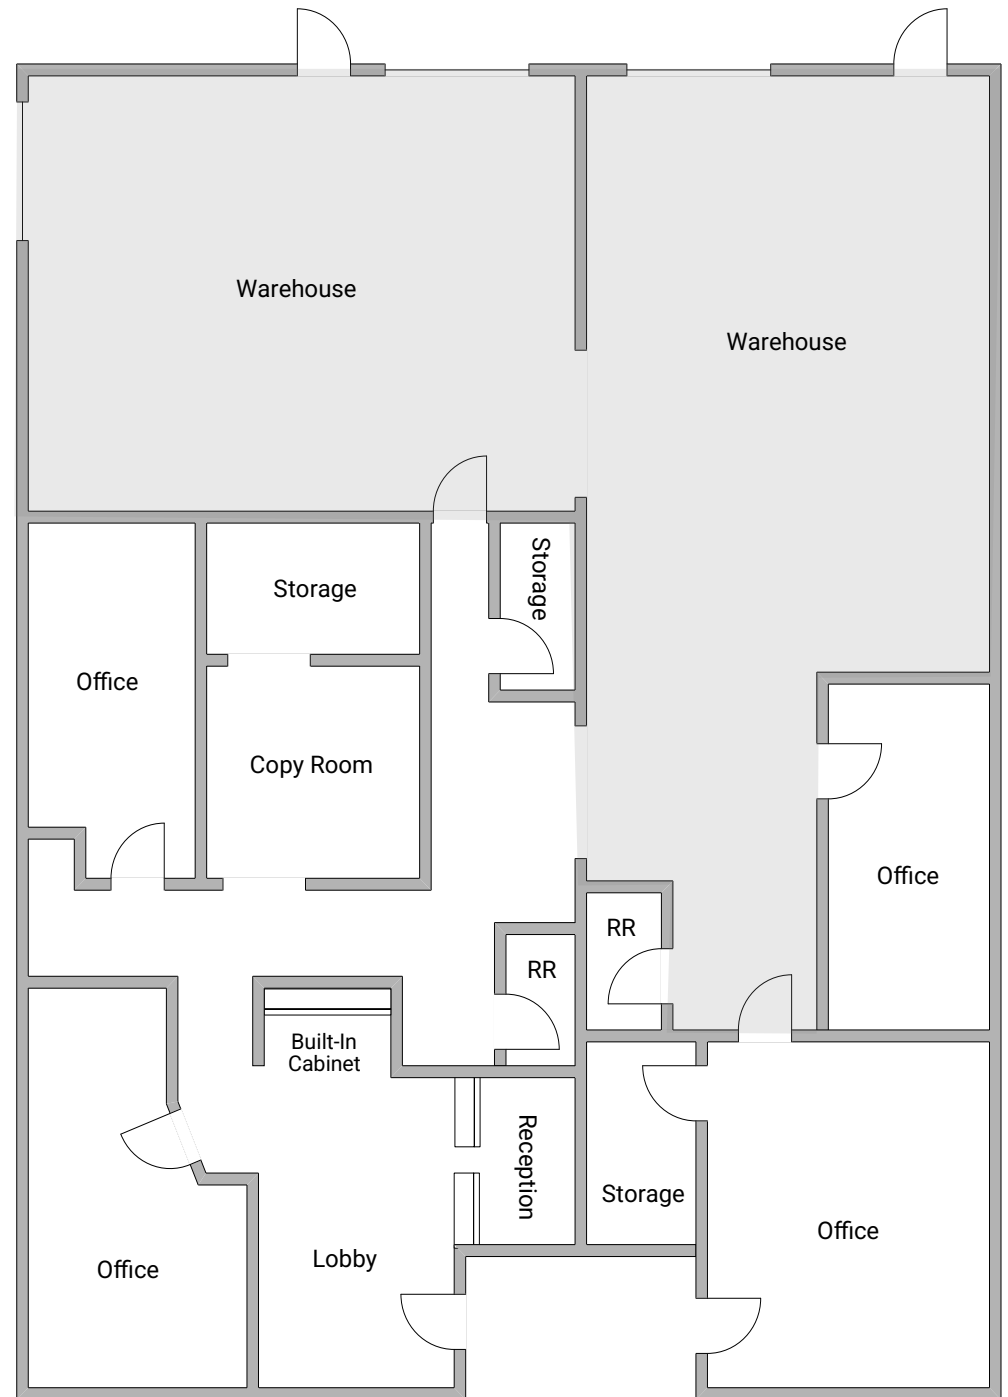 Warehouse
Warehouse
Storage
Storage
Office
Copy Room
Office
RR
RR
Built-In
Cabinet
Reception
Storage
Office
Lobby
Office